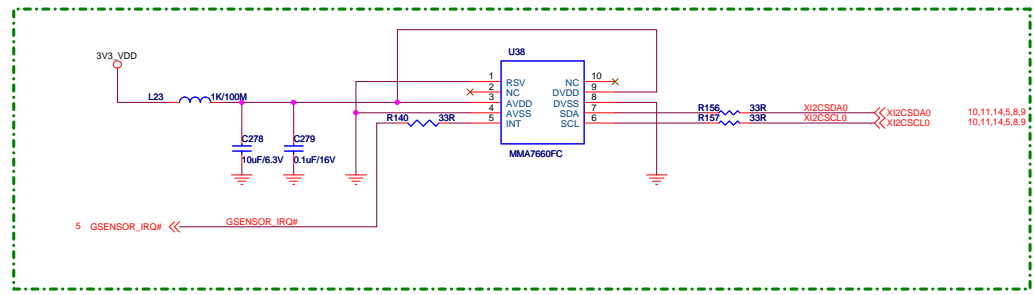 U38
3V3_VDD
1 RSV NC 10
2 NC DVDD 9
L23 1K/100M 3 AVDD DVSS 8
4 AVSS SDA 7 R156 33R XI2CSDA0 XI2CSDA0 10,11,14,5,8,9
R140 33R 5 INT SCL 6 R157 33R XI2CSCL0 XI2CSCL0 10,11,14,5,8,9
C278 C279
10uF/6.3V 0.1uF/16V MMA7660FC
5 GSENSOR_IRQ# GSENSOR_IRQ#